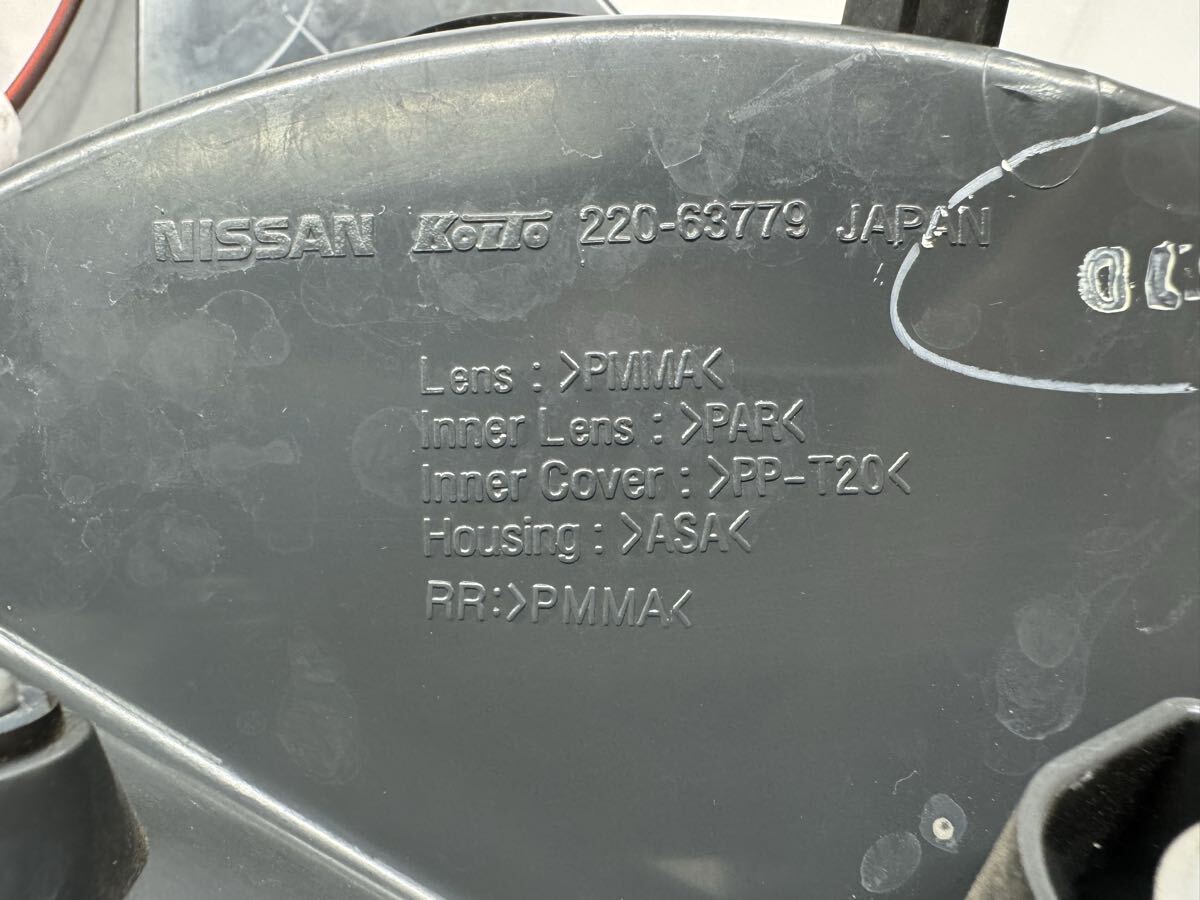 NISSAN KOITO 220-63779 JAPAN
Lens : >PMMA<
Inner Lens : >PAR<
Inner Cover : >PP-T20<
Housing : >ASA<
RR:>PMMA<